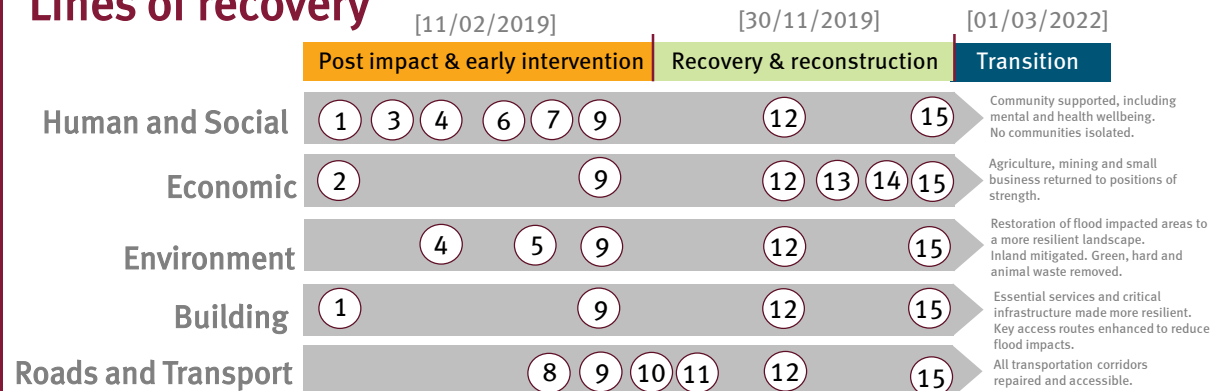 Lines of recovery
[11/02/2019] [30/11/2019] [01/03/2022]
Post impact & early intervention Recovery & reconstruction Transition
Human and Social 1 3 4 6 7 9 12 15
Community supported, including
mental and health wellbeing.
No communities isolated.
Economic 2 9 12 13 14 15
Agriculture, mining and small
business returned to positions of
strength.
Environment 4 5 9 12 15
Restoration of flood impacted areas to
a more resilient landscape.
Inland mitigated. Green, hard and
animal waste removed.
Building 1 9 12 15
Essential services and critical
infrastructure made more resilient.
Key access routes enhanced to reduce
flood impacts.
Roads and Transport 8 9 10 11 12 15
All transportation corridors
repaired and accessible.